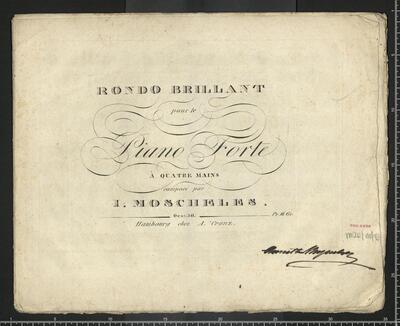 RONDO BRILLANT
pour le
Piano Forte
À QUATRE MAINS
composé par
I. MOSCHELES.
Oeuv. 30.
Hambourg chez A. Cranz.